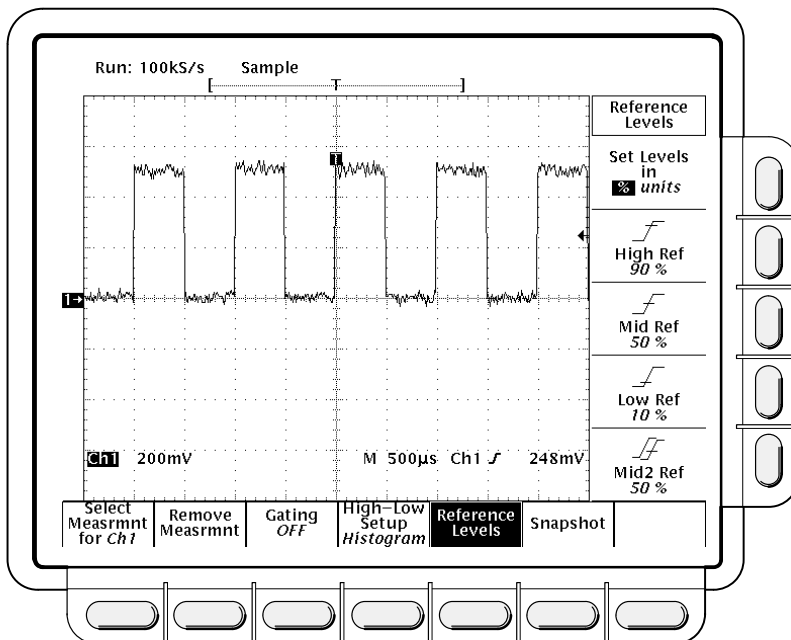 Run: 100kS/s Sample
[ T ]
Reference
Levels
Set Levels
in
% units
High Ref
90 %
Mid Ref
50 %
Low Ref
10 %
Mid2 Ref
50 %
T
1→
Ch1 200mV M 500µs Ch1 248mV
Select
Measrmnt
for Ch1
Remove
Measrmnt
Gating
OFF
High–Low
Setup
Histogram
Reference
Levels
Snapshot